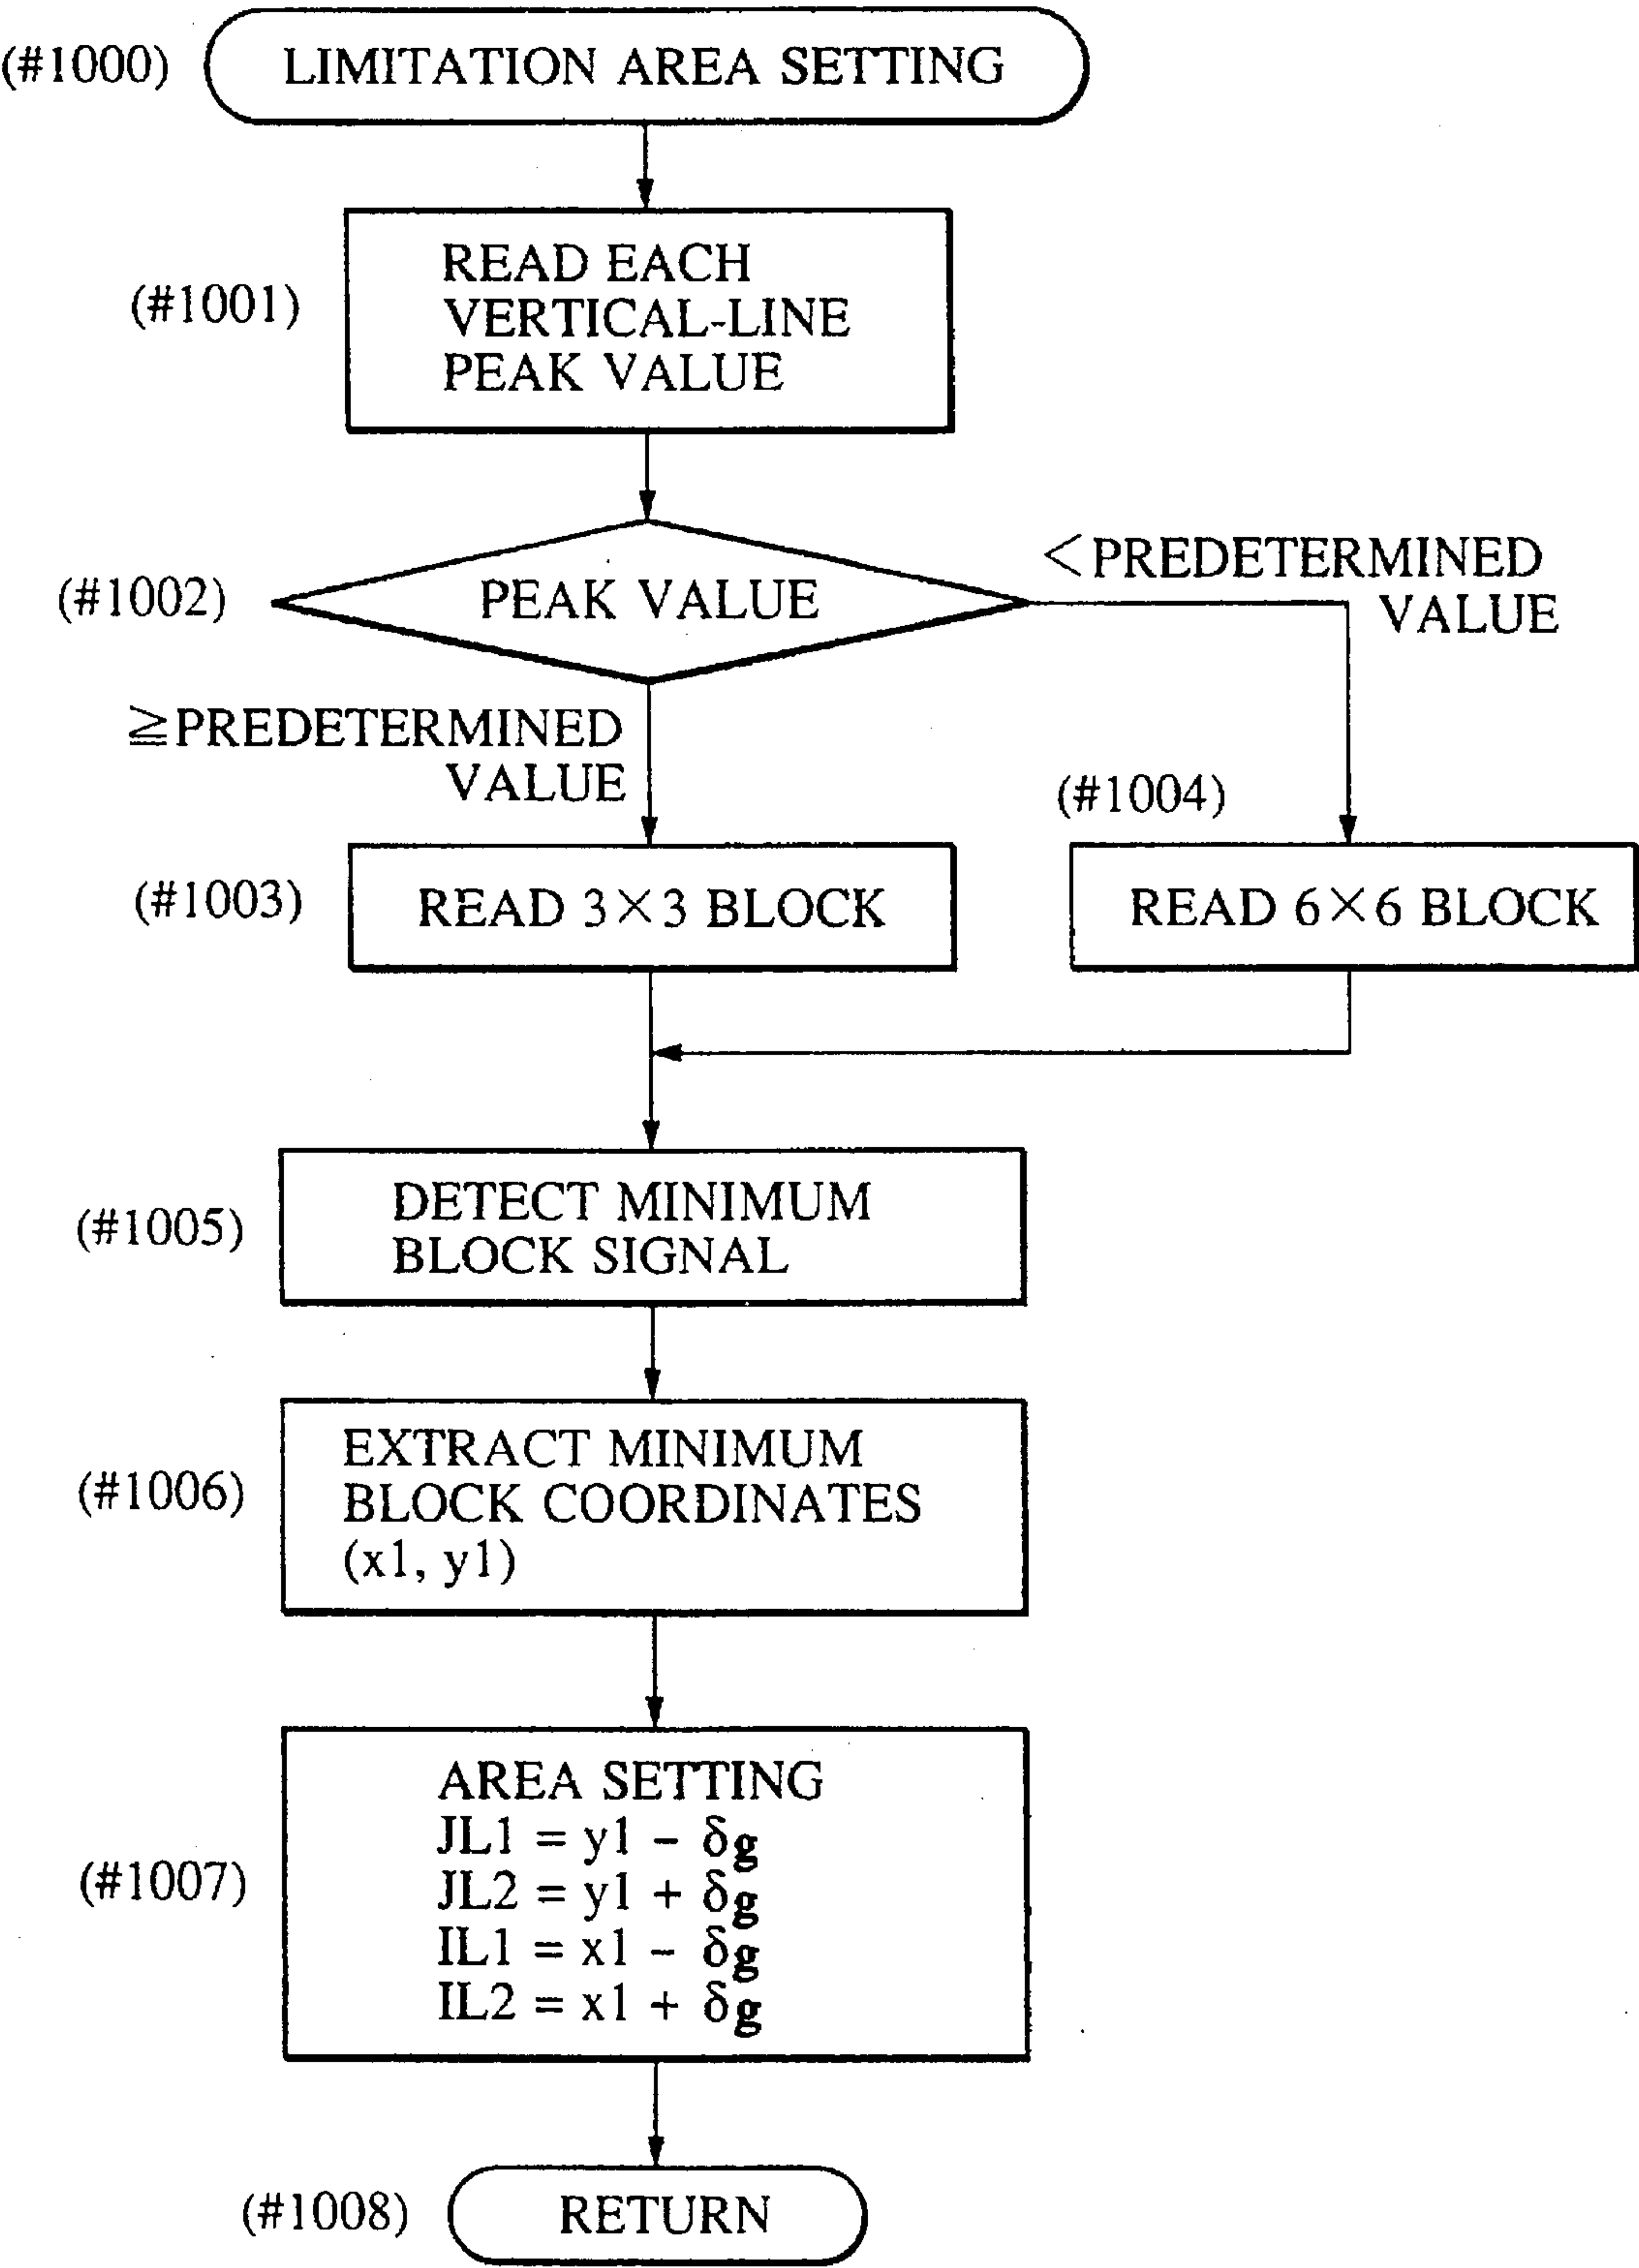 (#1000) LIMITATION AREA SETTING
(#1001)
READ EACH
VERTICAL-LINE
PEAK VALUE
(#1002) PEAK VALUE
<PREDETERMINED
VALUE
≧PREDETERMINED
VALUE
(#1003) READ 3×3 BLOCK
(#1004)
READ 6×6 BLOCK
(#1005)
DETECT MINIMUM
BLOCK SIGNAL
(#1006)
EXTRACT MINIMUM
BLOCK COORDINATES
(x1, y1)
(#1007)
AREA SETTING
JL1 = y1 − δg
JL2 = y1 + δg
IL1 = x1 − δg
IL2 = x1 + δg
(#1008) RETURN